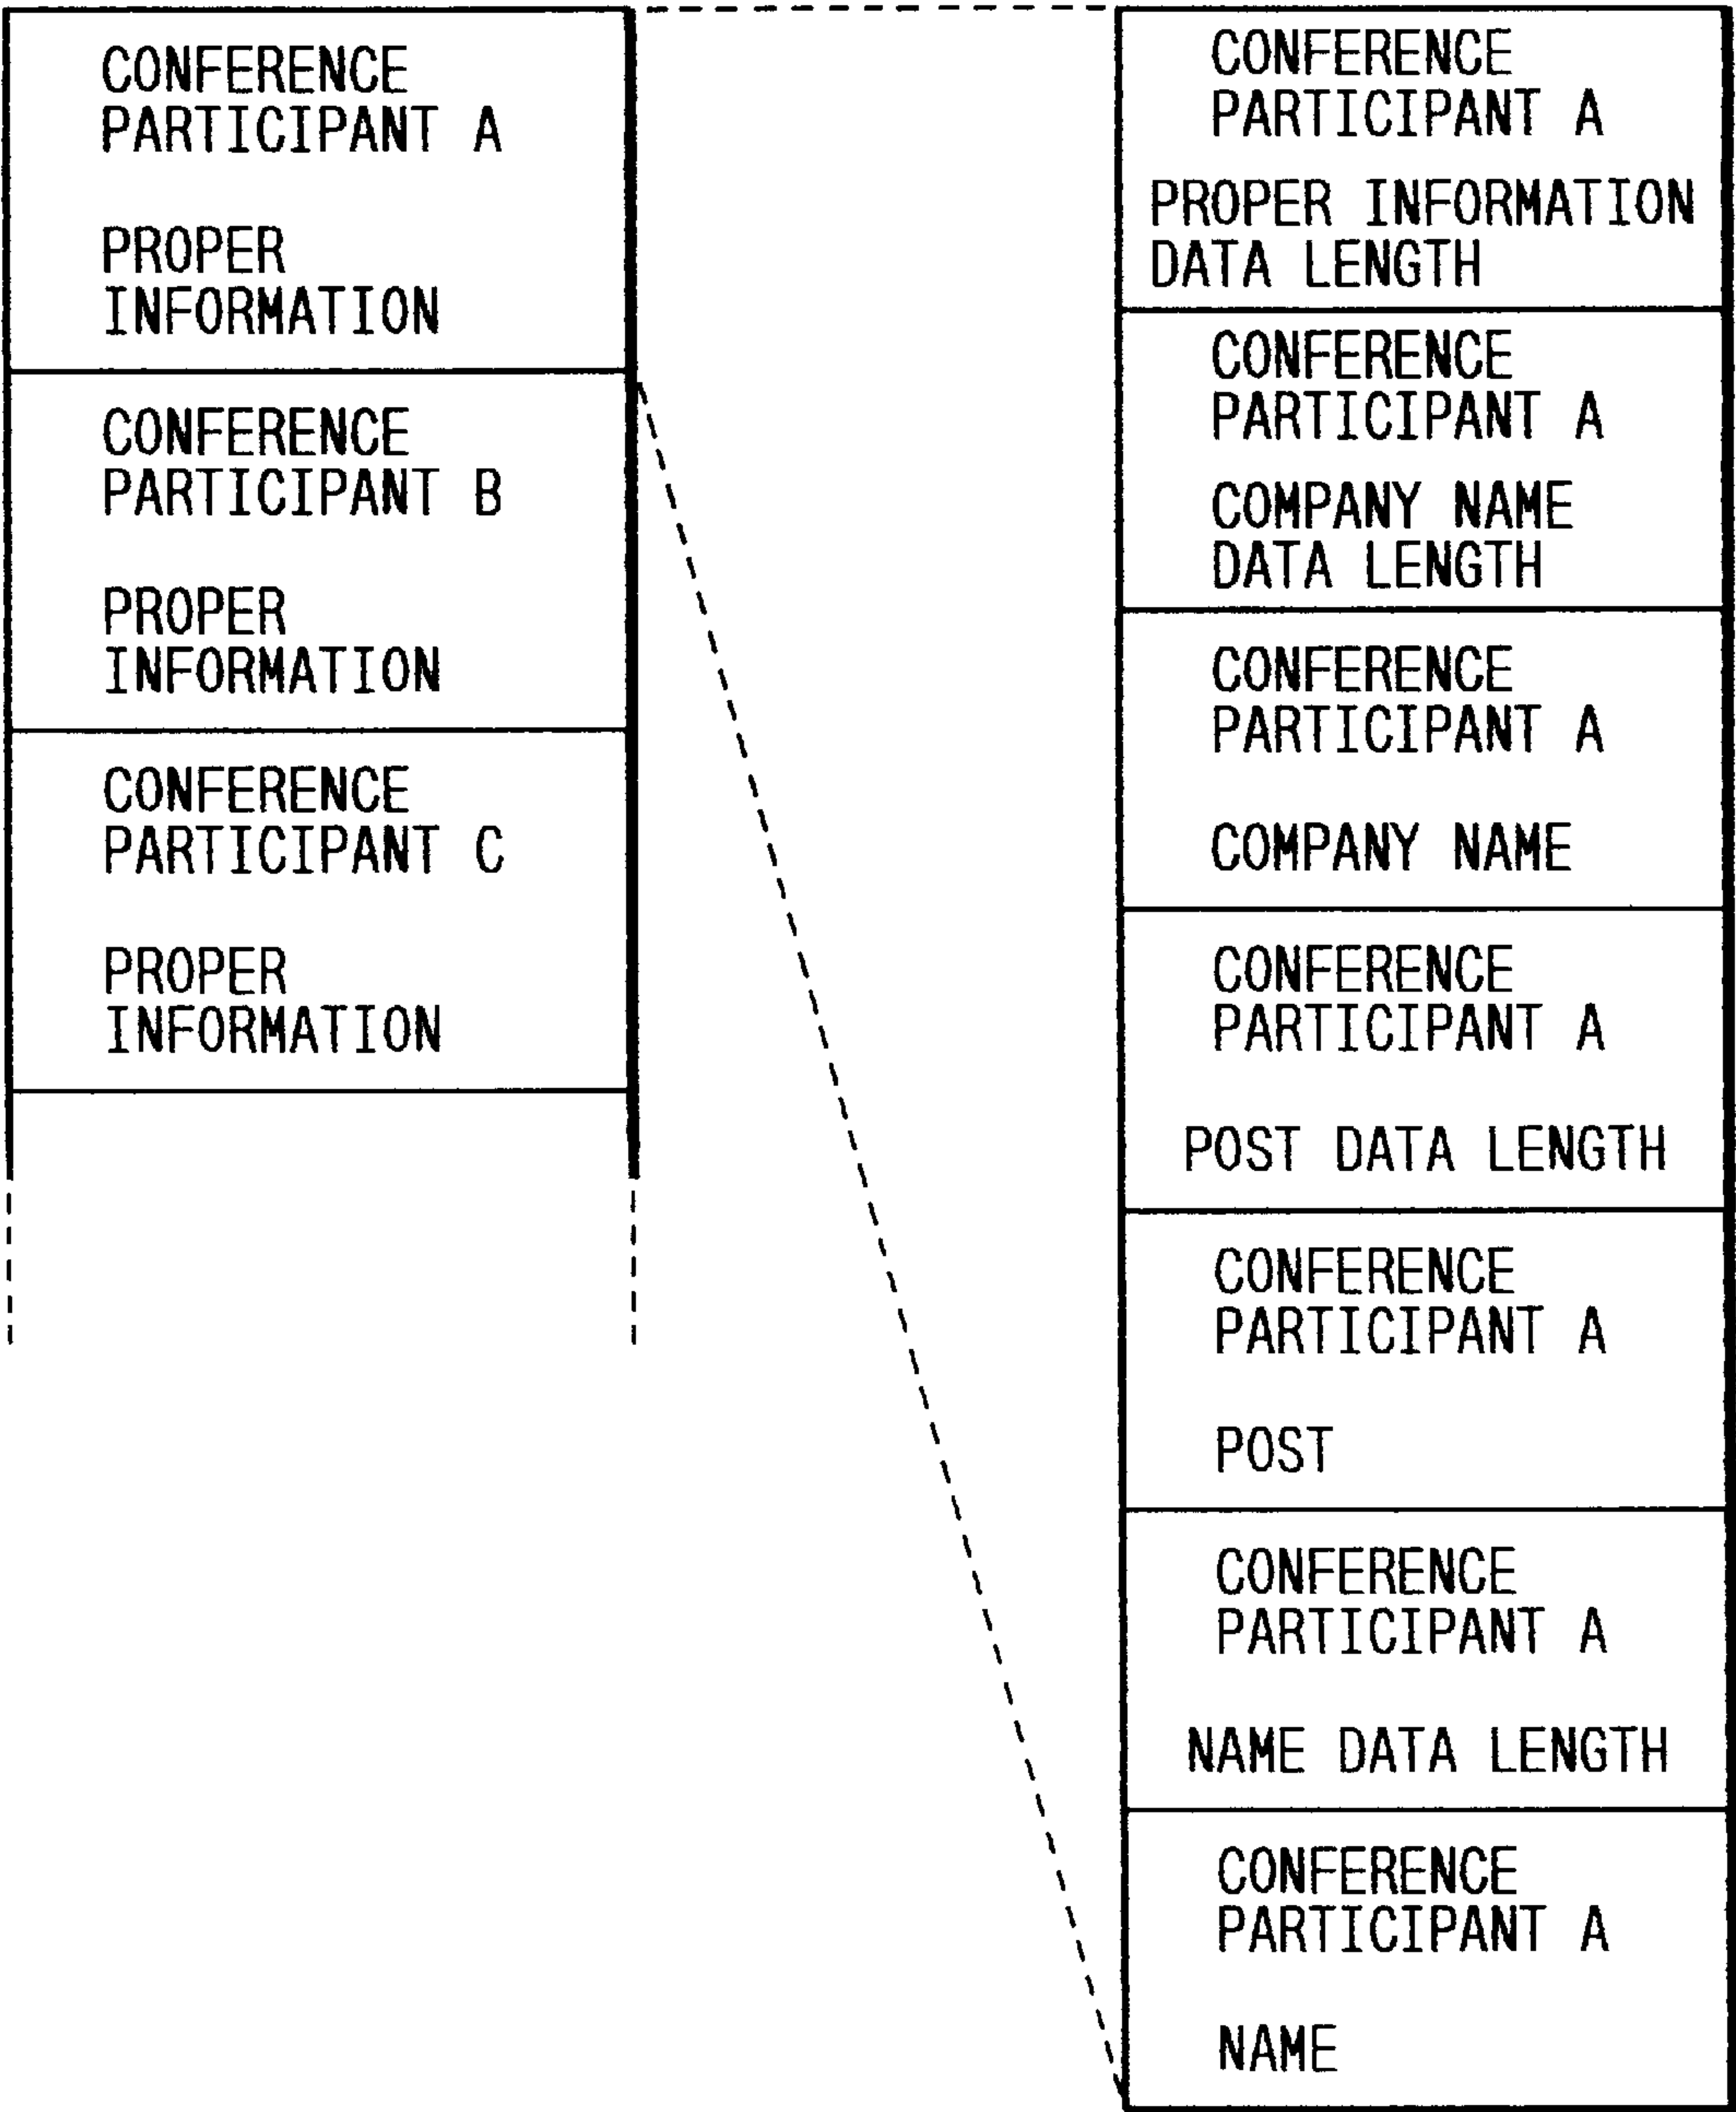 CONFERENCE
PARTICIPANT A
PROPER
INFORMATION
CONFERENCE
PARTICIPANT B
PROPER
INFORMATION
CONFERENCE
PARTICIPANT C
PROPER
INFORMATION
CONFERENCE
PARTICIPANT A
PROPER INFORMATION
DATA LENGTH
CONFERENCE
PARTICIPANT A
COMPANY NAME
DATA LENGTH
CONFERENCE
PARTICIPANT A
COMPANY NAME
CONFERENCE
PARTICIPANT A
POST DATA LENGTH
CONFERENCE
PARTICIPANT A
POST
CONFERENCE
PARTICIPANT A
NAME DATA LENGTH
CONFERENCE
PARTICIPANT A
NAME